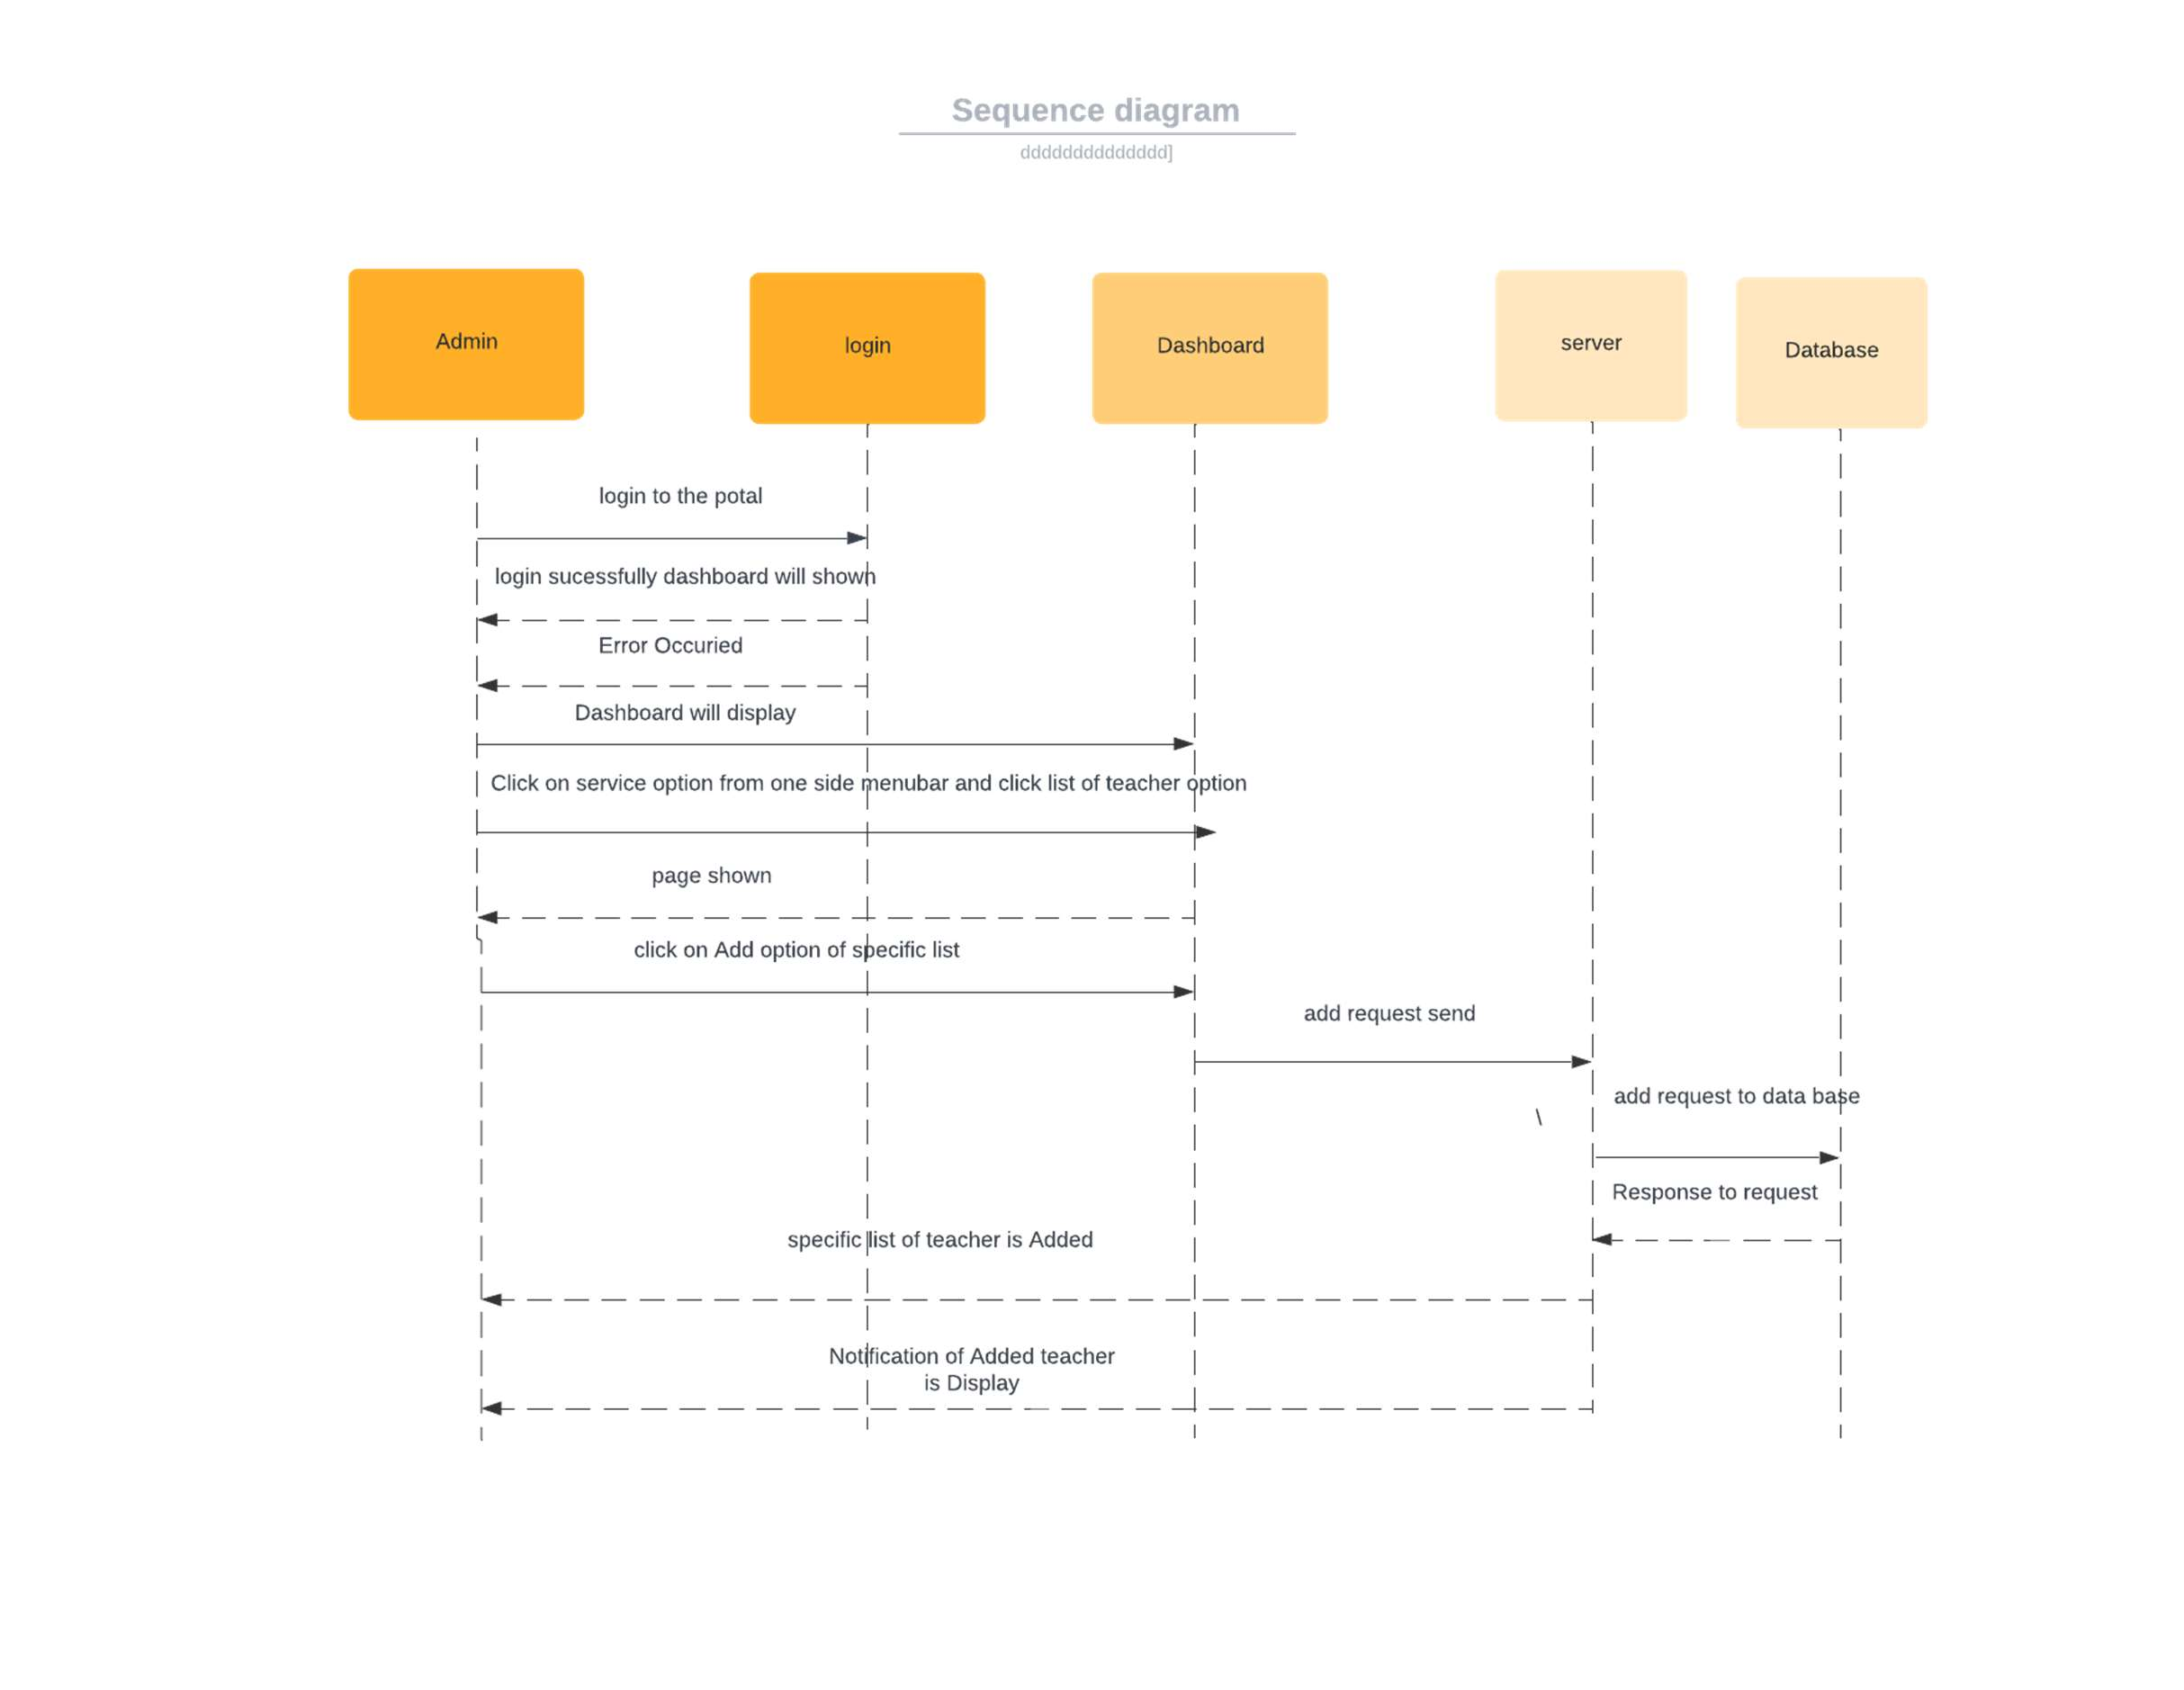 Sequence diagram
dddddddddddddd]
Admin
login
Dashboard
server
Database
login to the potal
login sucessfully dashboard will shown
Error Occuried
Dashboard will display
Click on service option from one side menubar and click list of teacher option
page shown
click on Add option of specific list
add request send
add request to data base
\
Response to request
specific list of teacher is Added
Notification of Added teacher
is Display